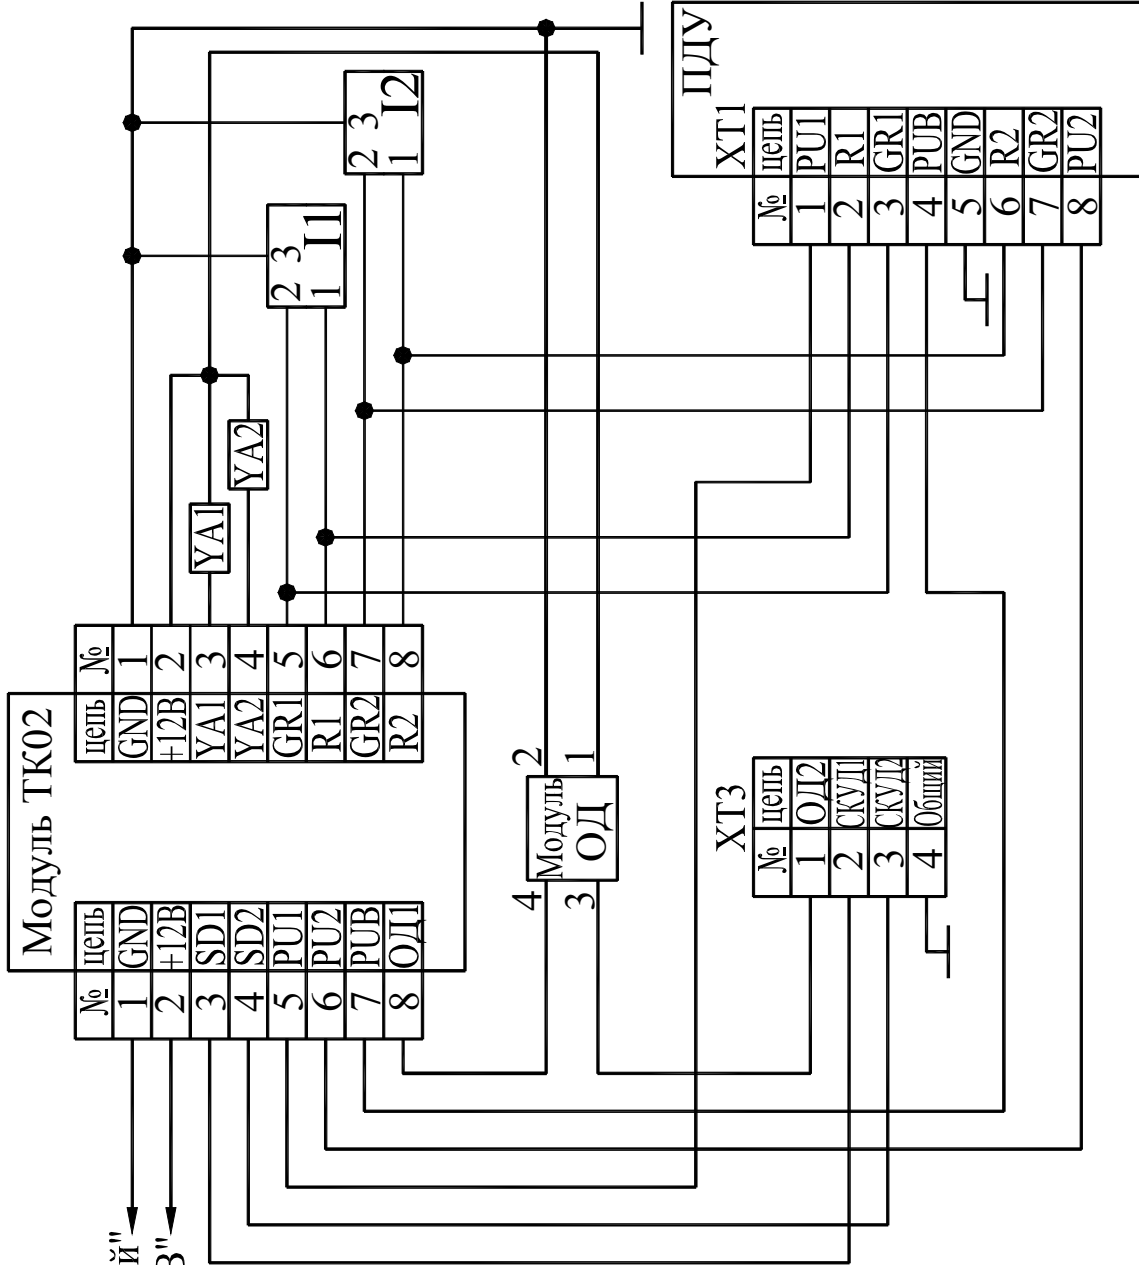 Модуль ТК02
№ цепь
1 GND
2 +12В
3 SD1
4 SD2
5 PU1
6 PU2
7 PUB
8 ОД1
цепь №
GND 1
+12В 2
YA1 3
YA2 4
GR1 5
R1 6
GR2 7
R2 8
YA1
YA2
2 3
1 I1
2 3
1 I2
4 2
Модуль
ОД
3 1
ХТ3
№ цепь
1 ОД2
2 СКУД1
3 СКУД2
4 Общий
ХТ1
ПДУ
№ цепь
1 PU1
2 R1
3 GR1
4 PUB
5 GND
6 R2
7 GR2
8 PU2
й"
В"